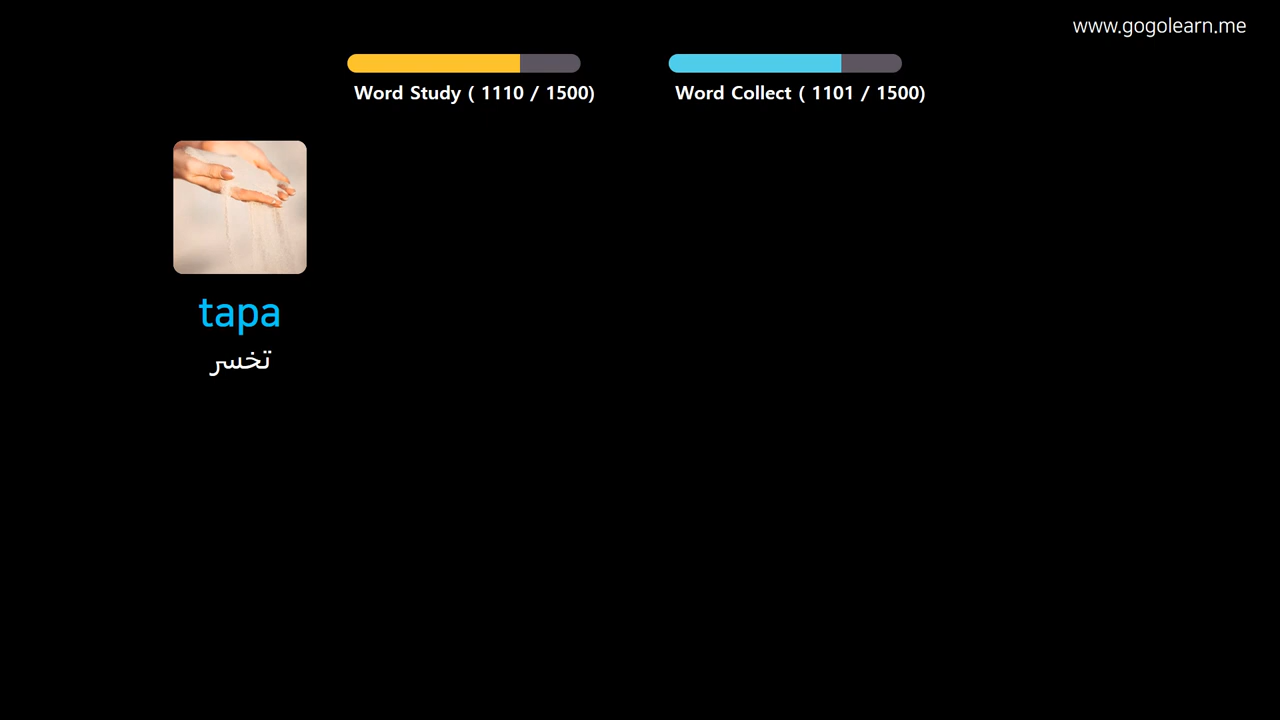 www.gogolearn.me
Word Study ( 1110 / 1500)
Word Collect ( 1101 / 1500)
tapa
تخسر